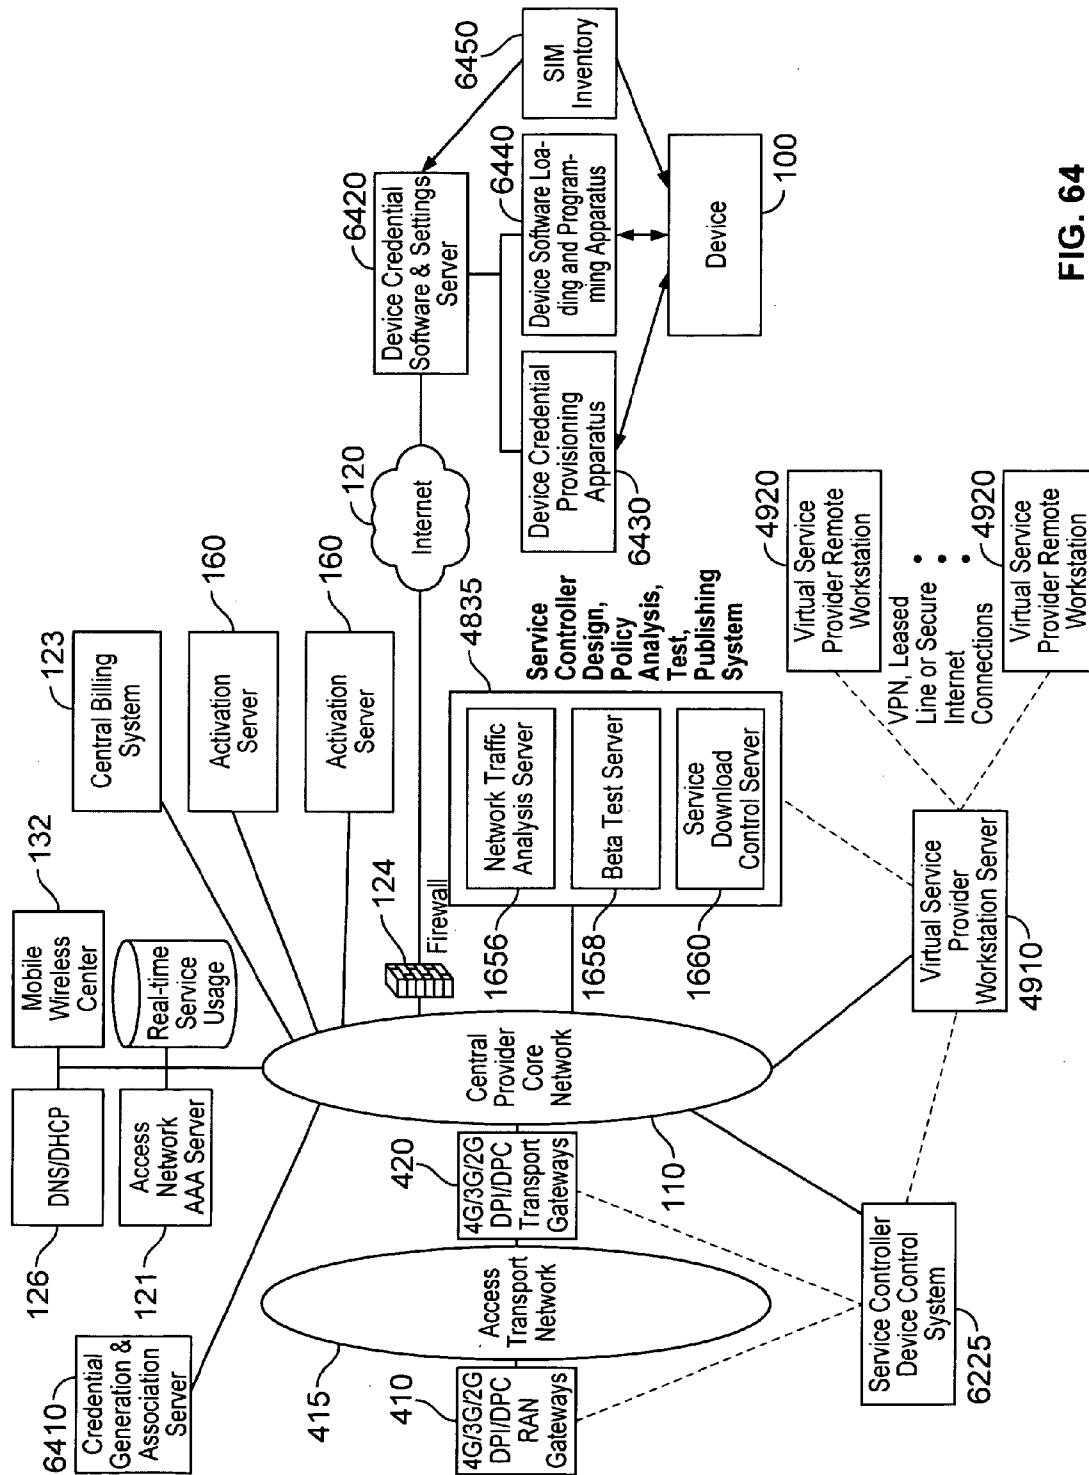 6410
Credential
Generation &
Association
Server
126
DNS/DHCP
Mobile
Wireless
Center
132
121
Access
Network
AAA Server
Real-time
Service
Usage
Central Billing
System
123
Activation
Server
160
Activation
Server
160
410
4G/3G/2G
DPI/DPC
RAN
Gateways
415
Access
Transport
Network
420
4G/3G/2G
DPI/DPC
Transport
Gateways
110
Central
Provider
Core
Network
124
Firewall
120
Internet
6420
Device Credential
Software & Settings
Server
6450
SIM
Inventory
6430
Device Credential
Provisioning
Apparatus
6440
Device Software Loa-
ding and Program-
ming Apparatus
Device
100
4835
Service
Controller
Design,
Policy
Analysis,
Test,
Publishing
System
1656
Network Traffic
Analysis Server
1658
Beta Test Server
1660
Service
Download
Control Server
6225
Service Controller
Device Control
System
4910
Virtual Service
Provider
Workstation Server
4920
Virtual Service
Provider Remote
Workstation
VPN, Leased
Line or Secure
Internet
Connections
4920
Virtual Service
Provider Remote
Workstation
FIG. 64